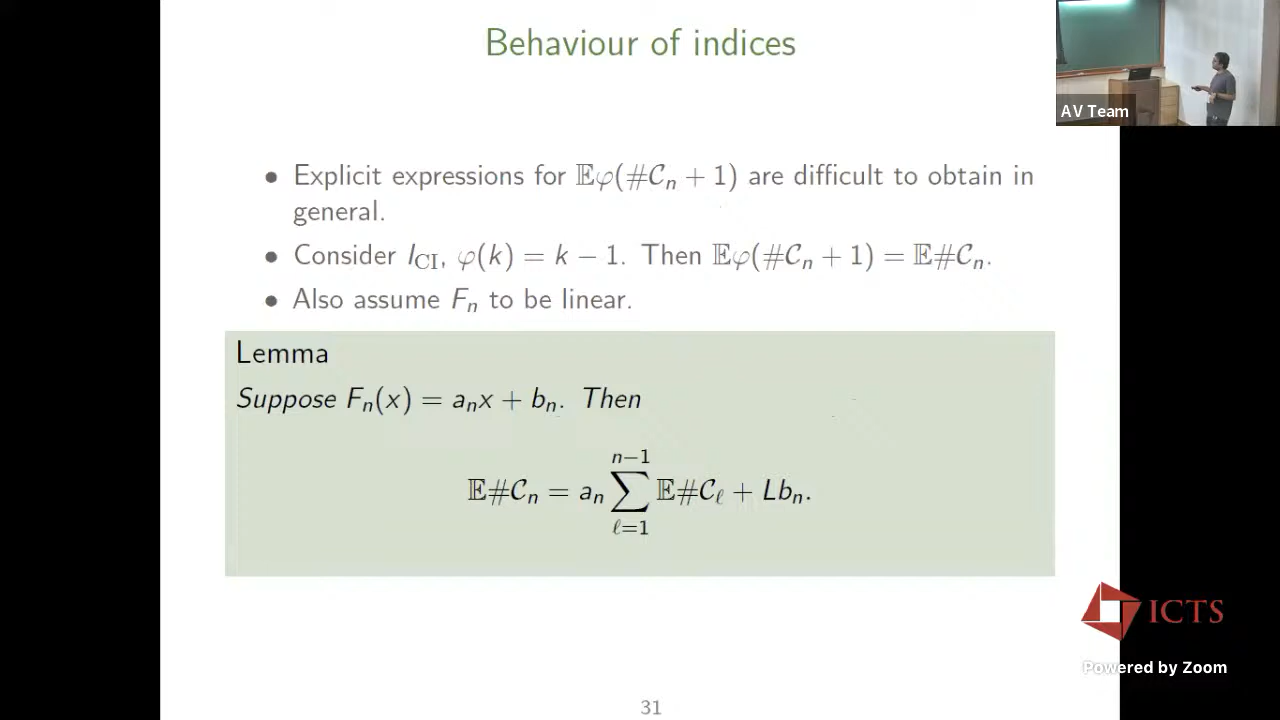 Behaviour of indices
AV Team
• Explicit expressions for 𝔼φ(#𝒞ₙ + 1) are difficult to obtain in
general.
• Consider I_CI, φ(k) = k − 1. Then 𝔼φ(#𝒞ₙ + 1) = 𝔼#𝒞ₙ.
• Also assume Fₙ to be linear.
Lemma
Suppose Fₙ(x) = aₙx + bₙ. Then
𝔼#𝒞ₙ = aₙ ∑_{ℓ=1}^{n−1} 𝔼#𝒞_ℓ + Lbₙ.
ICTS
Powered by Zoom
31